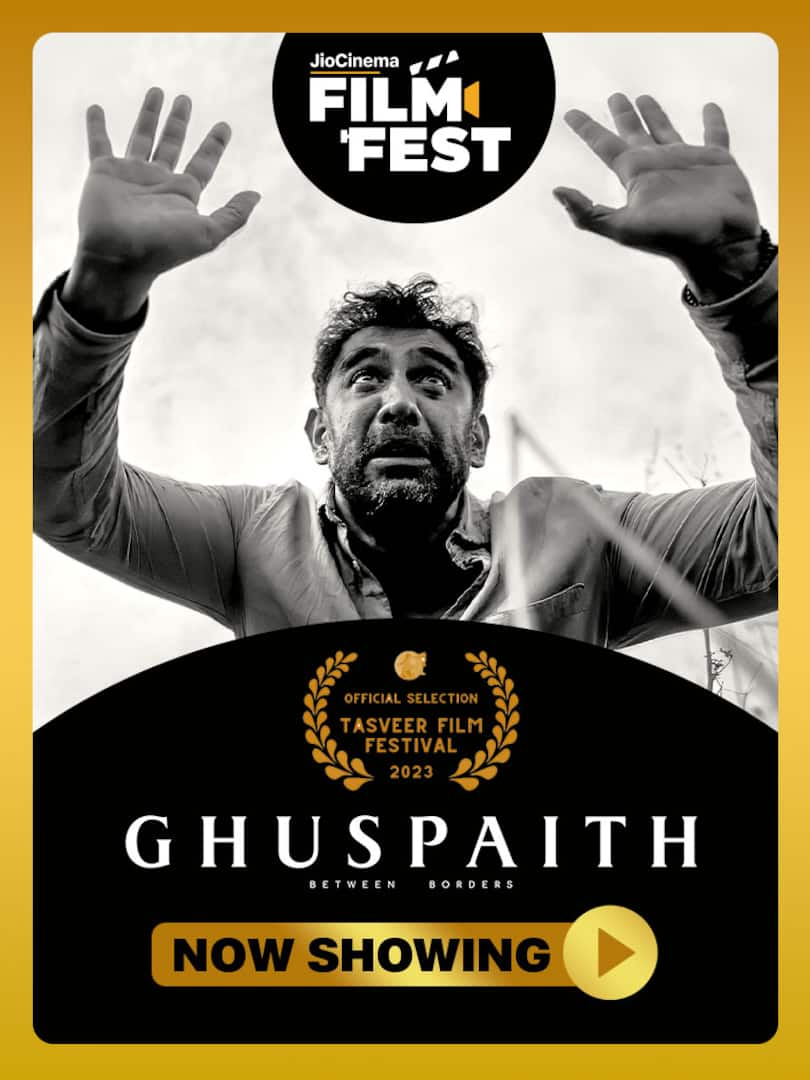 JioCinema
FILM
FEST
OFFICIAL SELECTION
TASVEER FILM
FESTIVAL
2023
GHUSPAITH
BETWEEN BORDERS
NOW SHOWING